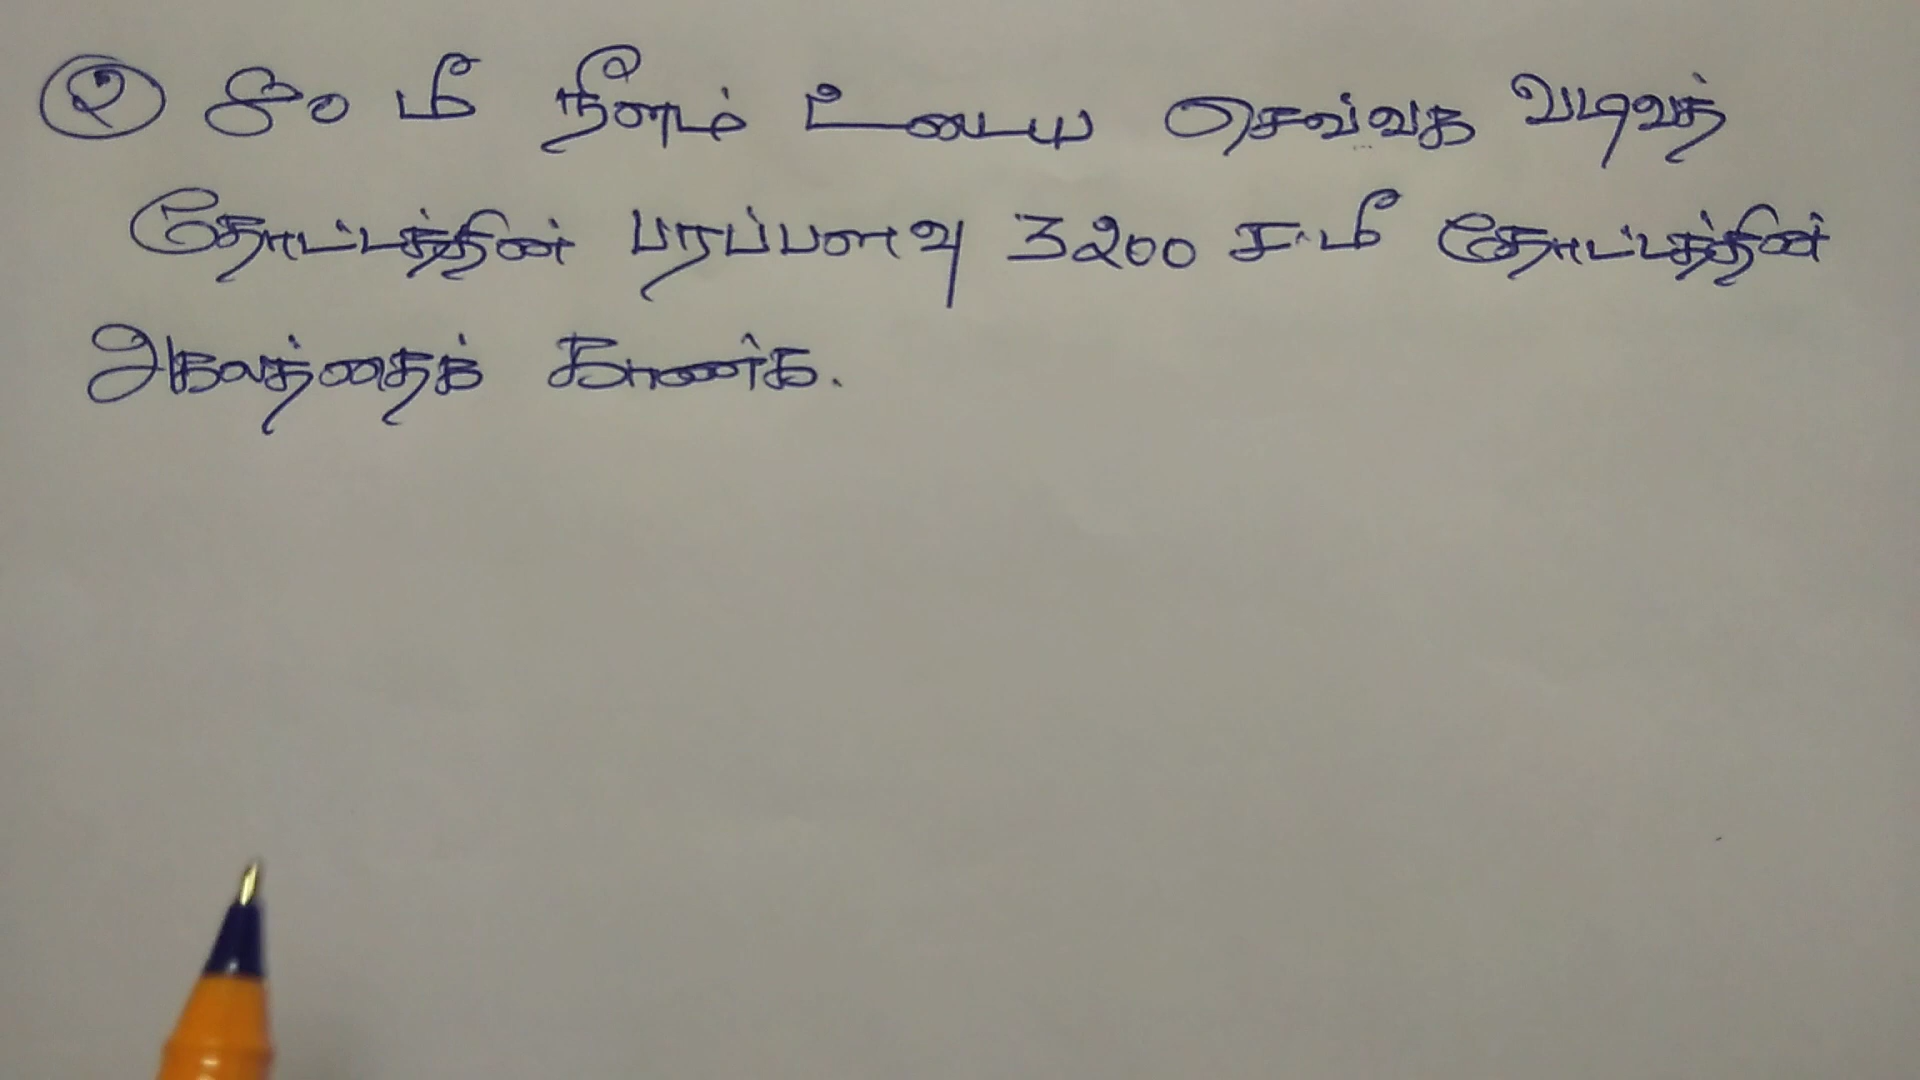 ② 80 மீ நீளம் உடைய செவ்வக வடிவத்
தோட்டத்தின் பரப்பளவு 3200 ச.மீ தோட்டத்தின்
அகலத்தைக் காண்க.